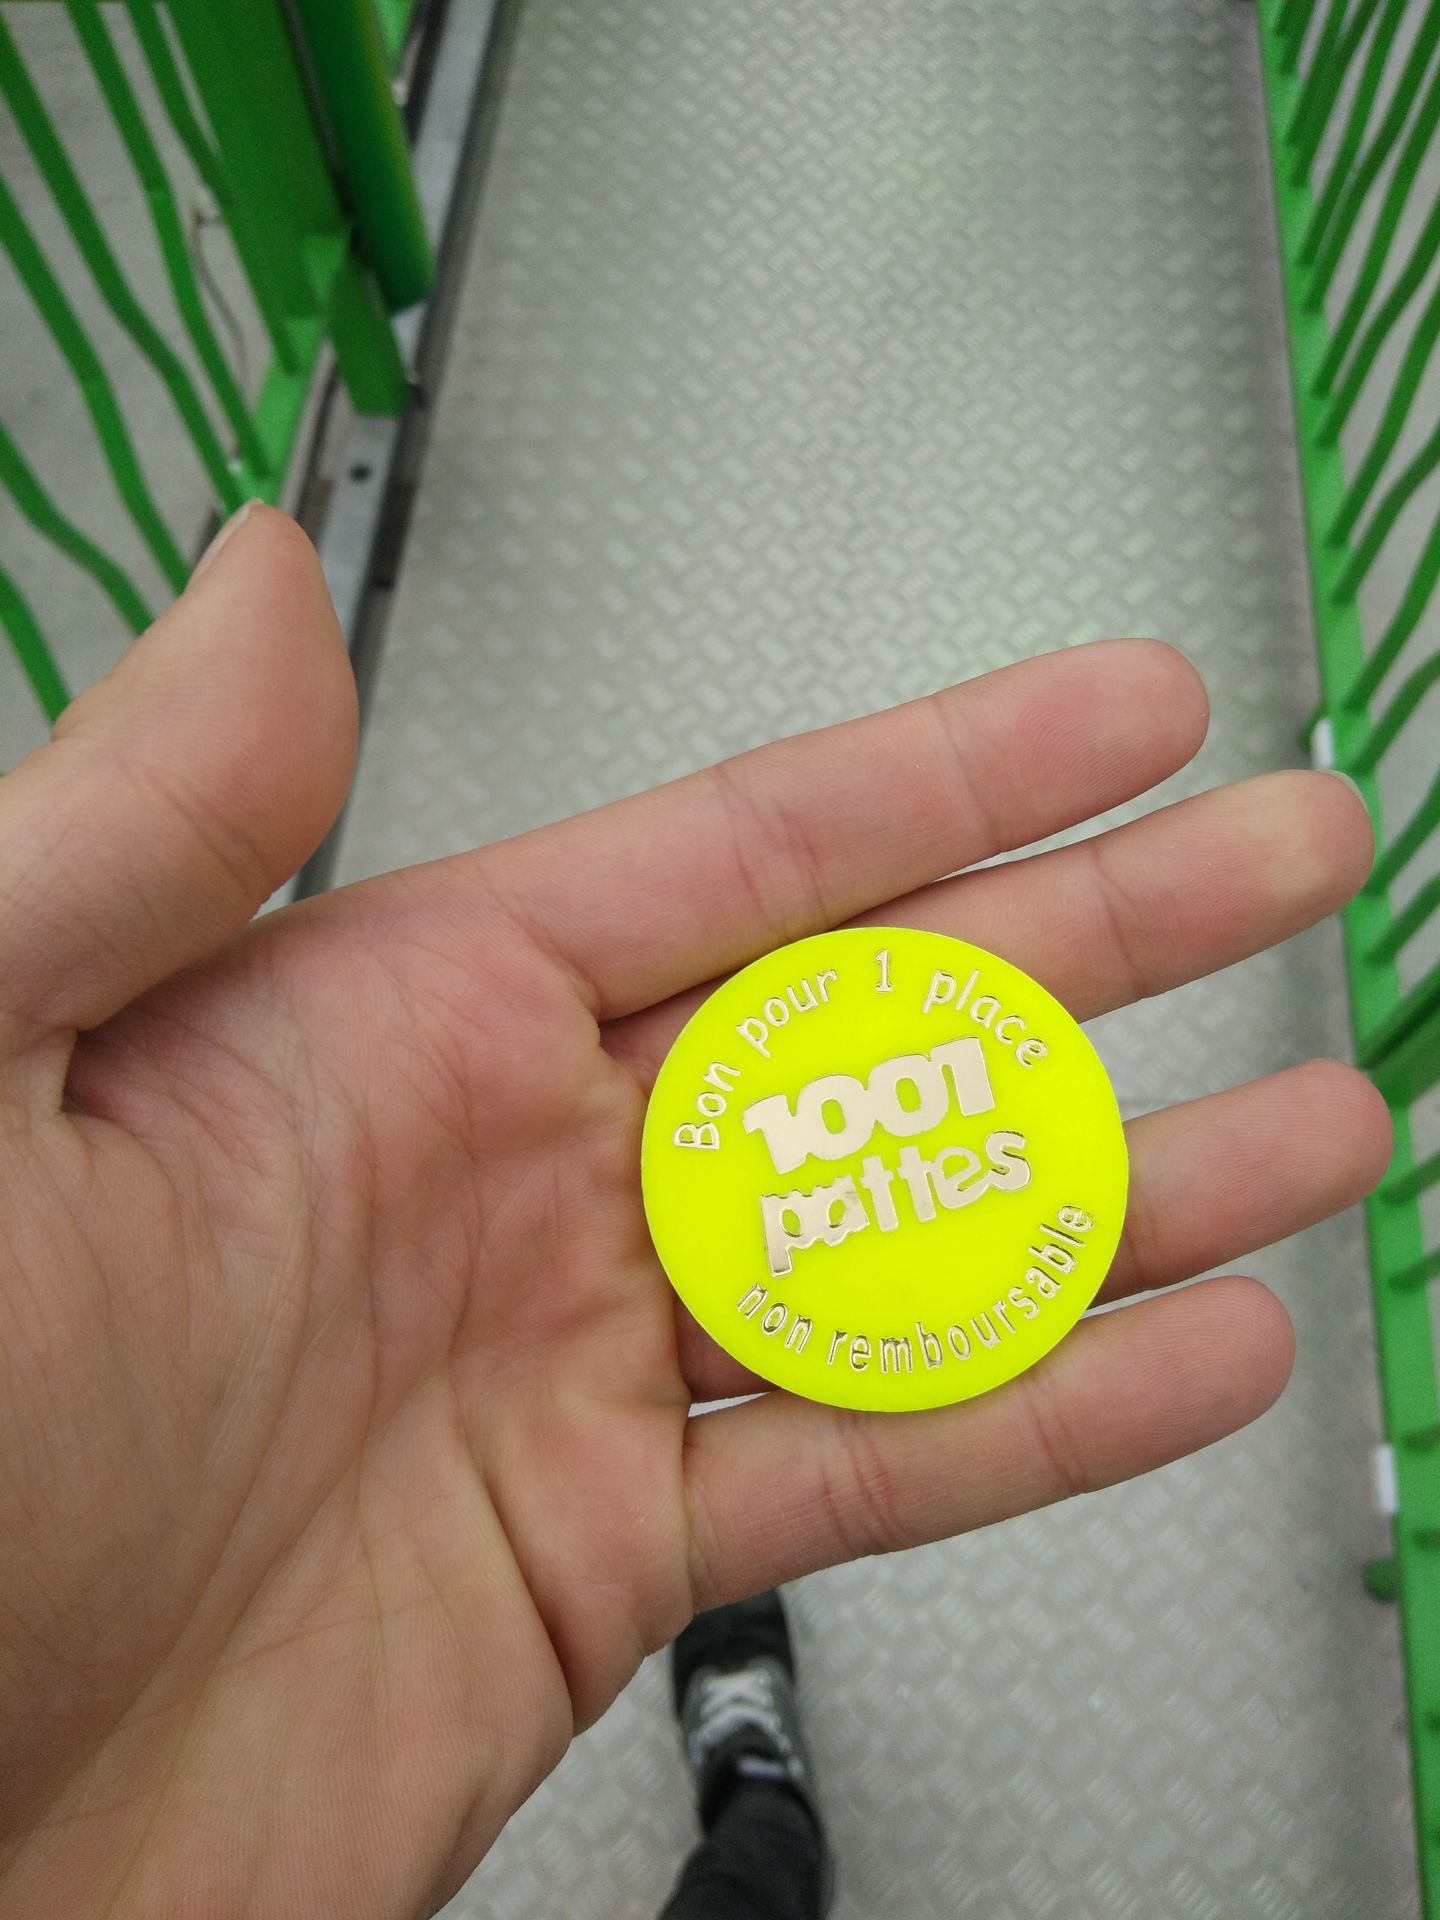 Bon pour 1 place
1001
pattes
non remboursable